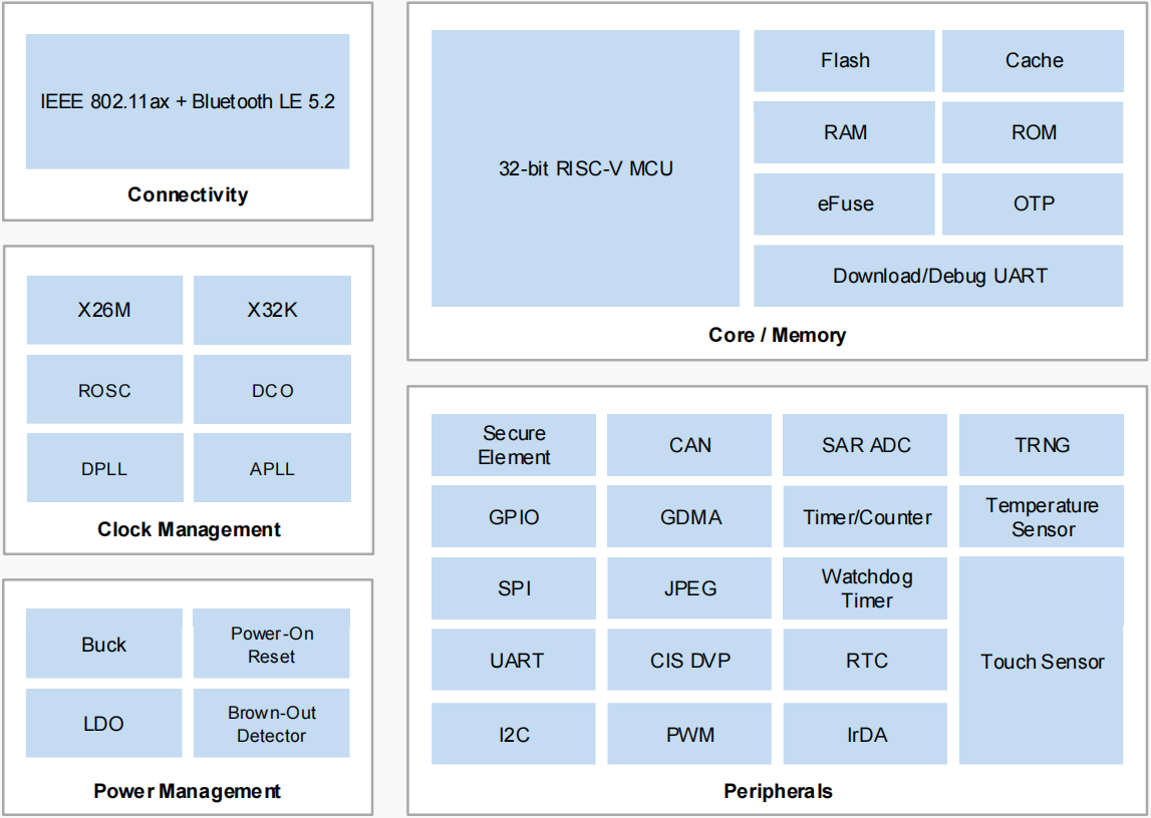 IEEE 802.11ax + Bluetooth LE 5.2
Connectivity
X26M
X32K
ROSC
DCO
DPLL
APLL
Clock Management
Buck
Power-On
Reset
LDO
Brown-Out
Detector
Power Management
32-bit RISC-V MCU
Flash
Cache
RAM
ROM
eFuse
OTP
Download/Debug UART
Core / Memory
Secure
Element
CAN
SAR ADC
TRNG
GPIO
GDMA
Timer/Counter
Temperature
Sensor
SPI
JPEG
Watchdog
Timer
Touch Sensor
UART
CIS DVP
RTC
I2C
PWM
IrDA
Peripherals